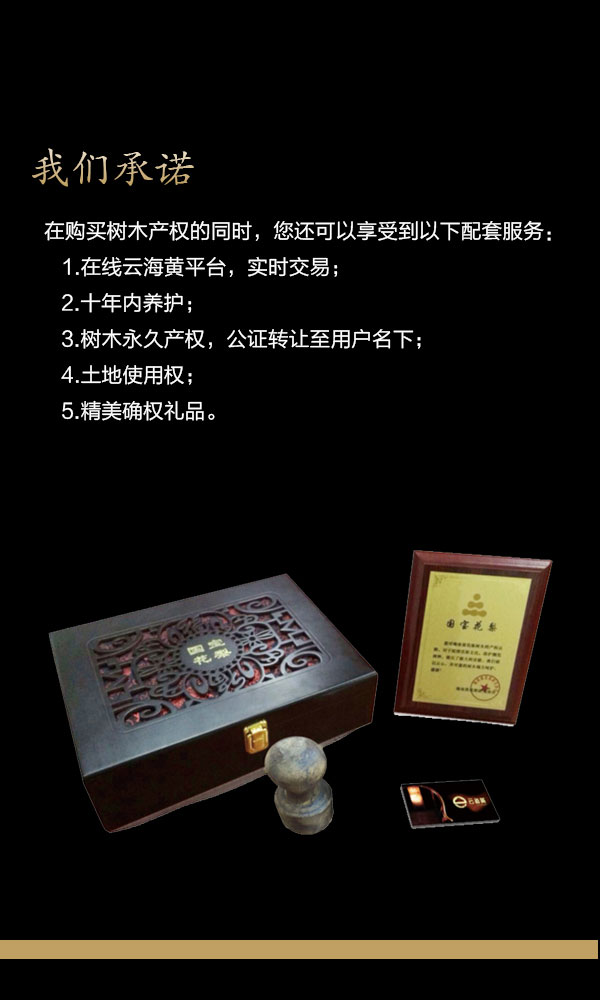 我们承诺
在购买树木产权的同时，您还可以享受到以下配套服务：
1.在线云海黄平台，实时交易；
2.十年内养护；
3.树木永久产权，公证转让至用户名下；
4.土地使用权；
5.精美确权礼品。
国宝
花梨
国宝花梨
云海黄